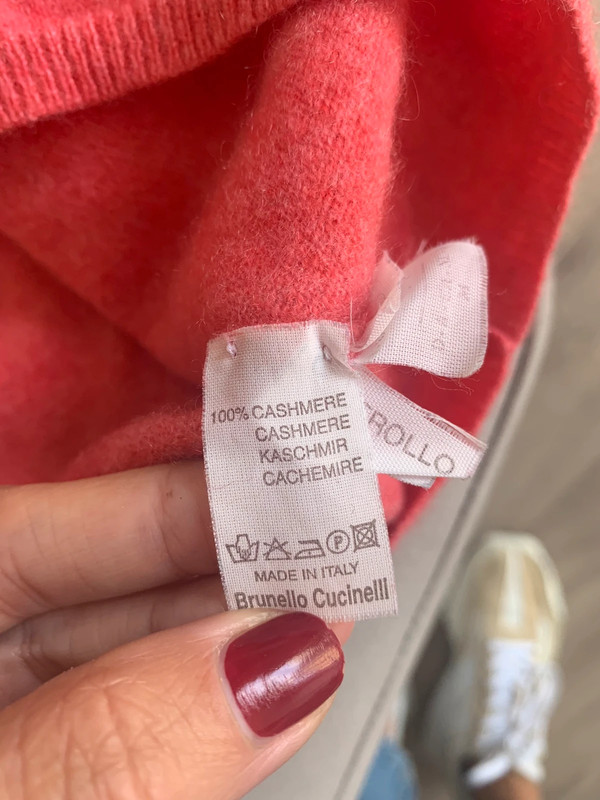 100% CASHMERE
CASHMERE
KASCHMIR
CACHEMIRE
P
MADE IN ITALY
Brunello Cucinelli
ROLLO